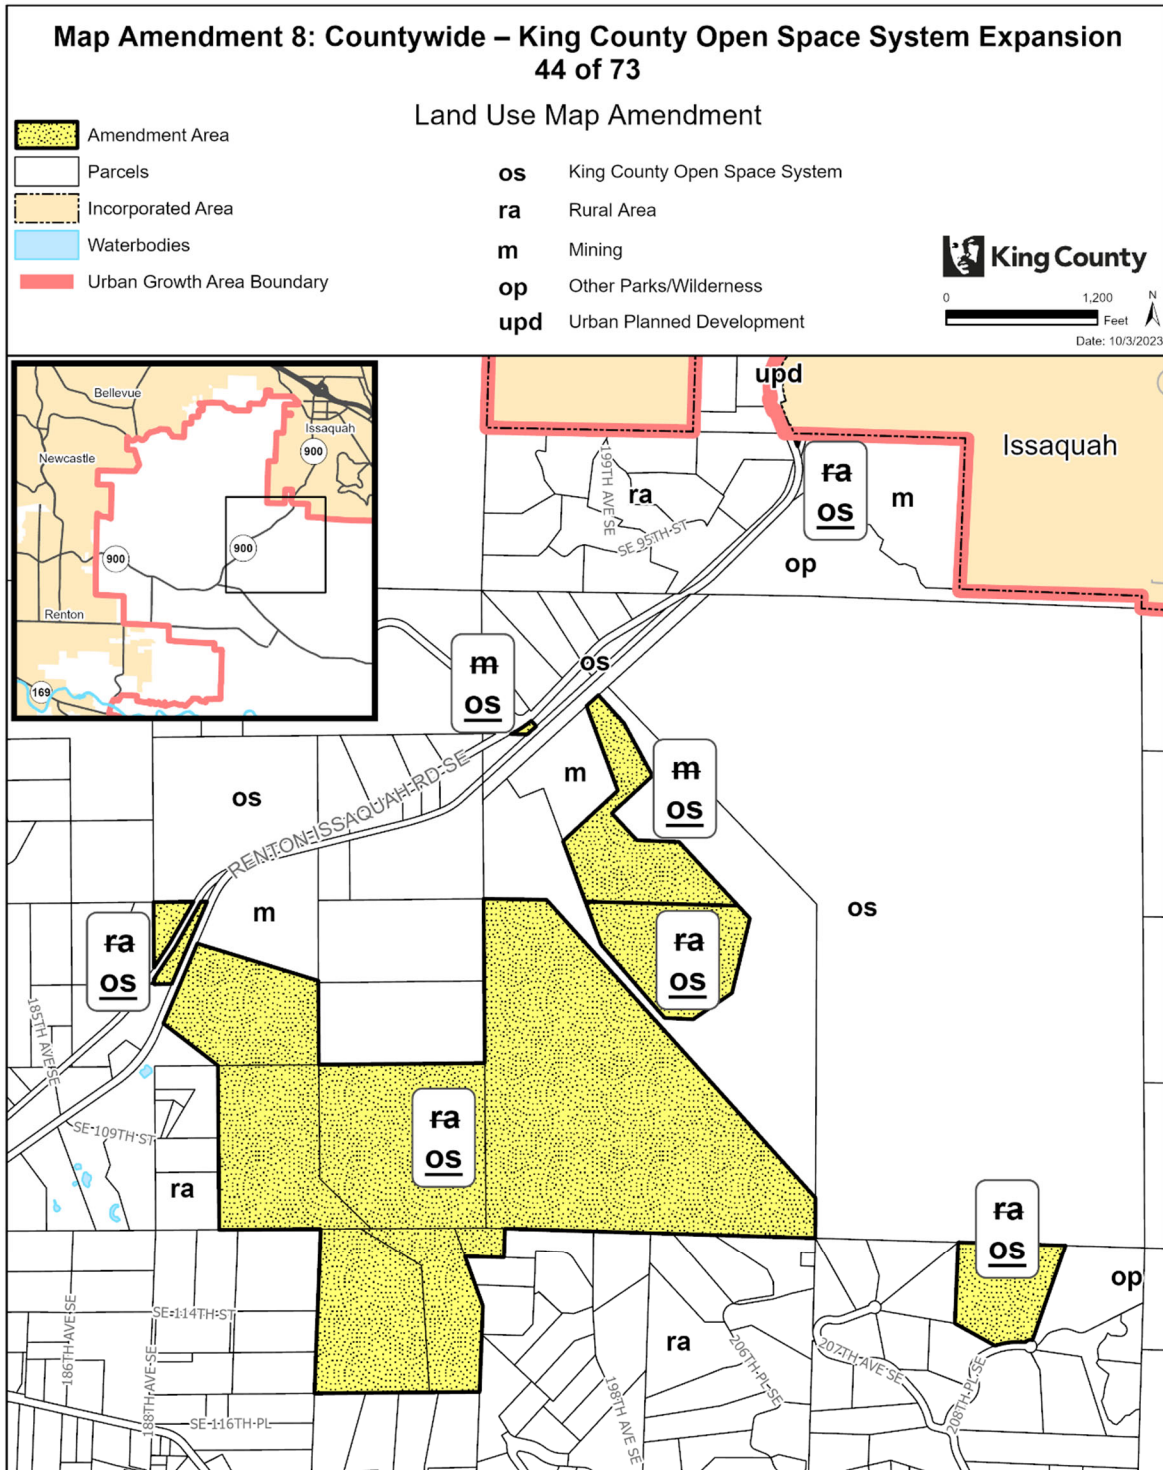 Map Amendment 8: Countywide – King County Open Space System Expansion
44 of 73
Land Use Map Amendment
Amendment Area
Parcels
Incorporated Area
Waterbodies
Urban Growth Area Boundary
os King County Open Space System
ra Rural Area
m Mining
op Other Parks/Wilderness
upd Urban Planned Development
King County
0 1,200
Feet
N
Date: 10/3/2023
Bellevue
Issaquah
900
Newcastle
900
900
Renton
169
upd
Issaquah
199TH AVE SE
ra
SE 95TH ST
ra
os
m
op
os
m
os
m
m
os
os
RENTON-ISSAQUAH RD SE
m
os
ra
os
ra
os
185TH AVE SE
SE 109TH ST
ra
os
ra
ra
os
op
SE 114TH ST
186TH AVE SE
188TH AVE SE
SE 116TH PL
198TH AVE SE
ra
206TH PL SE
207TH AVE SE
208TH PL SE